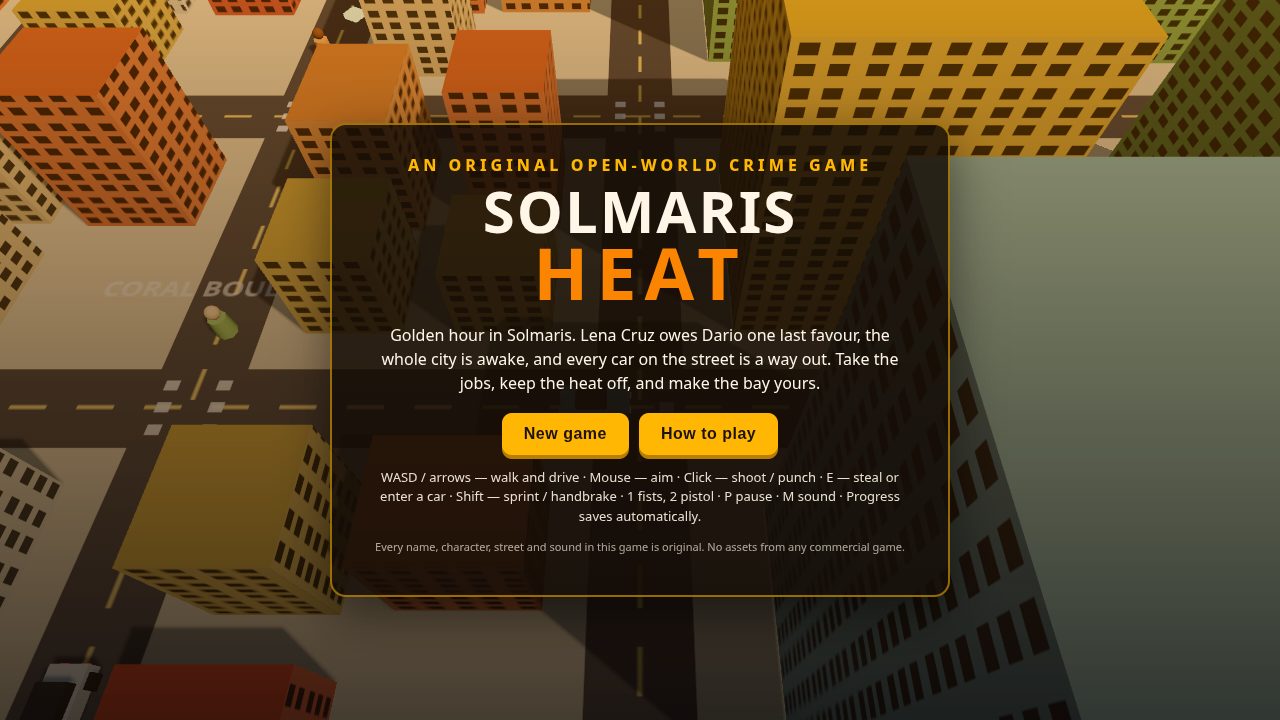 AN ORIGINAL OPEN-WORLD CRIME GAME
SOLMARIS
HEAT
CORAL BOUL
Golden hour in Solmaris. Lena Cruz owes Dario one last favour, the
whole city is awake, and every car on the street is a way out. Take the
jobs, keep the heat off, and make the bay yours.
New game
How to play
WASD / arrows — walk and drive · Mouse — aim · Click — shoot / punch · E — steal or
enter a car · Shift — sprint / handbrake · 1 fists, 2 pistol · P pause · M sound · Progress
saves automatically.
Every name, character, street and sound in this game is original. No assets from any commercial game.